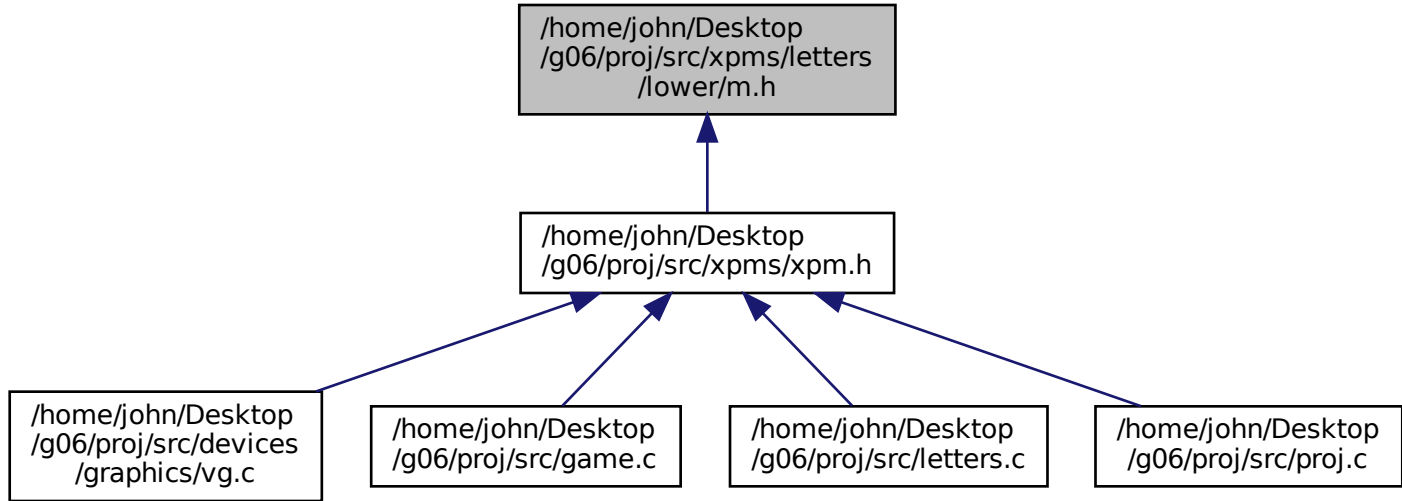 /home/john/Desktop
/g06/proj/src/xpms/letters
/lower/m.h
/home/john/Desktop
/g06/proj/src/xpms/xpm.h
/home/john/Desktop
/g06/proj/src/devices
/graphics/vg.c
/home/john/Desktop
/g06/proj/src/game.c
/home/john/Desktop
/g06/proj/src/letters.c
/home/john/Desktop
/g06/proj/src/proj.c